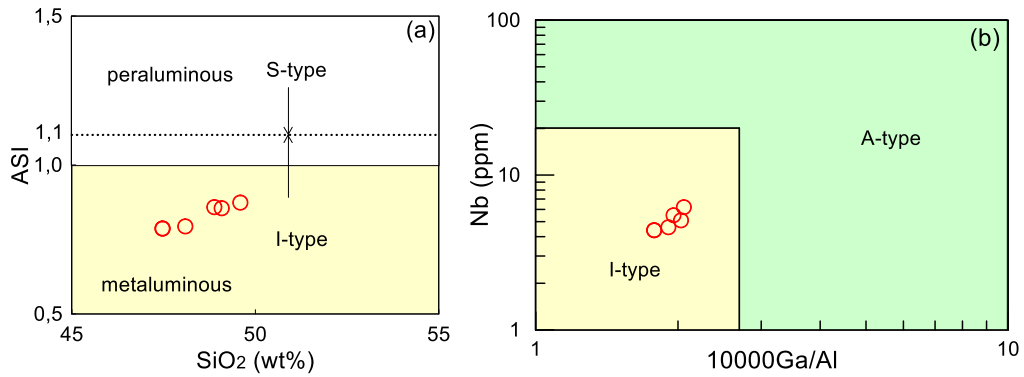 1,5
(a)
peraluminous
S-type
1,1
1,0
ASI
I-type
metaluminous
0,5
45
50
55
SiO2 (wt%)
100
(b)
A-type
Nb (ppm)
10
I-type
1
1
10
10000Ga/Al